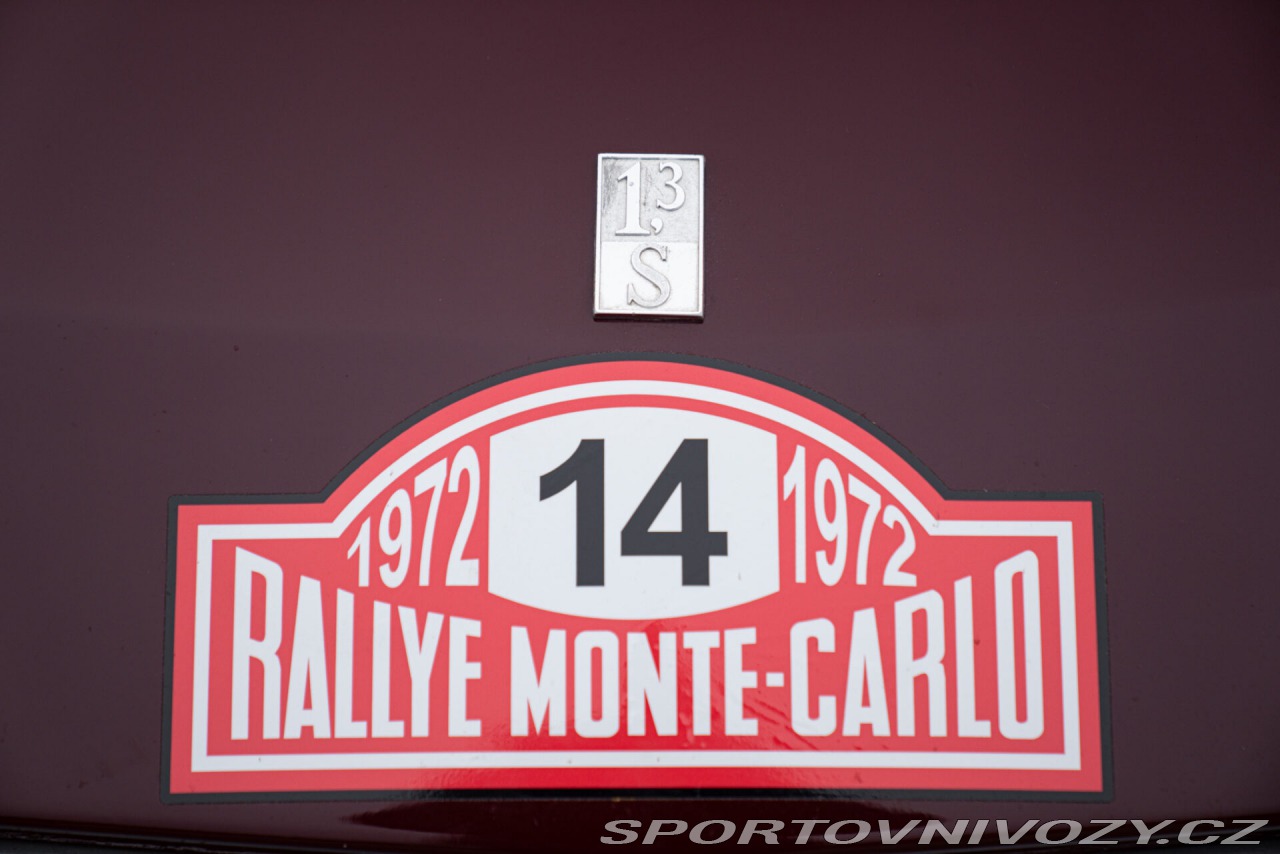 1,3
S
1972 14 1972
RALLYE MONTE-CARLO
SPORTOVNIVOZY.CZ